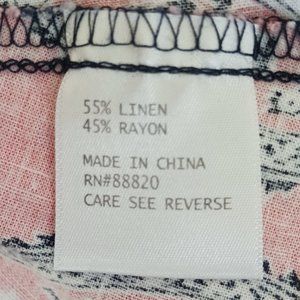 55% LINEN
45% RAYON
MADE IN CHINA
RN#88820
CARE SEE REVERSE